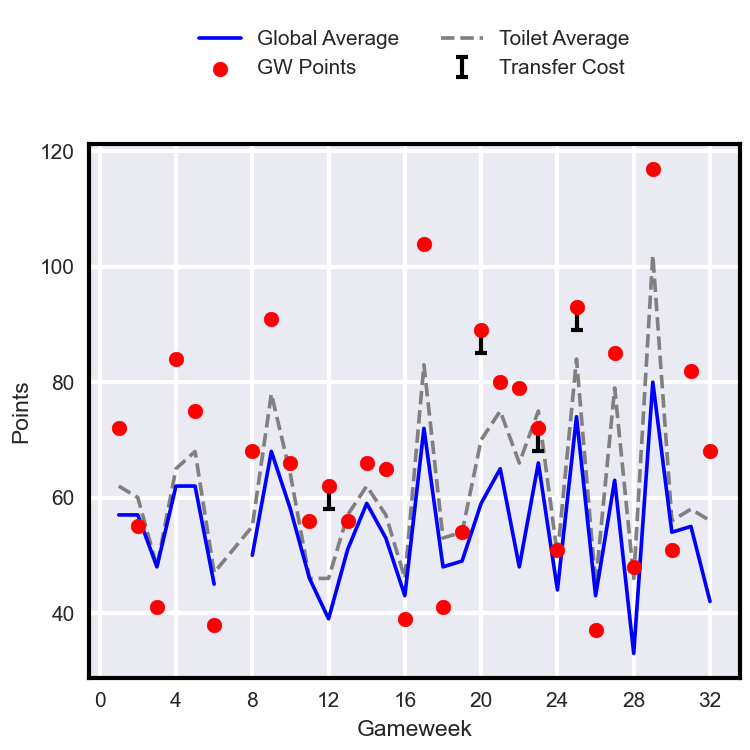 Global Average Toilet Average
GW Points Transfer Cost
120
100
80
60
40
Points
0 4 8 12 16 20 24 28 32
Gameweek